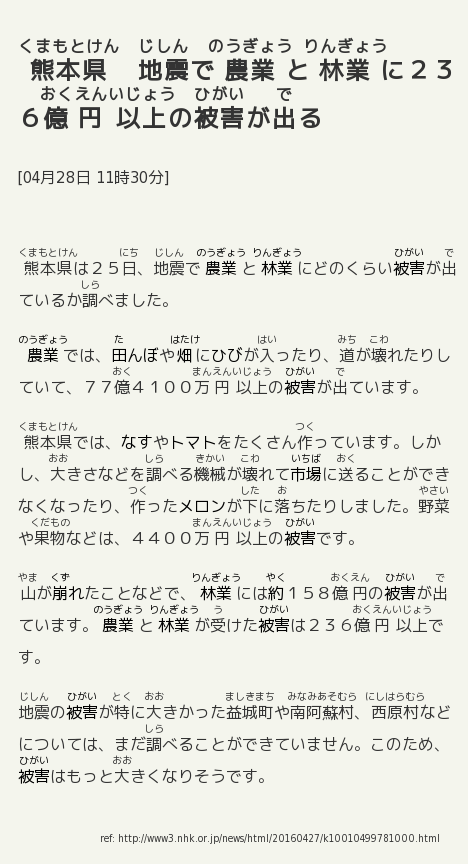 くまもとけん じしん のうぎょう りんぎょう
熊本県 地震で 農業 と 林業 に２３
おくえんいじょう ひがい で
６億 円 以上の被害が出る
[04月28日 11時30分]
くまもとけん にち じしん のうぎょう りんぎょう ひがい で
熊本県は２５日、地震で 農業 と 林業 にどのくらい被害が出
しら
ているか調べました。
のうぎょう た はたけ はい みち こわ
農業 では、田んぼや畑にひびが入ったり、道が壊れたりし
おく まんえんいじょう ひがい で
ていて、７７億４１００万 円 以上の被害が出ています。
くまもとけん つく
熊本県では、なすやトマトをたくさん作っています。しか
おお しら きかい こわ いちば おく
し、大きさなどを調べる機械が壊れて市場に送ることができ
つく した お やさい
なくなったり、作ったメロンが下に落ちたりしました。野菜
くだもの まんえんいじょう ひがい
や果物などは、４４００万 円 以上の被害です。
やま くず りんぎょう やく おくえん ひがい で
山が崩れたことなどで、 林業 には約１５８億 円の被害が出
のうぎょう りんぎょう う ひがい おくえんいじょう
ています。 農業 と 林業 が受けた被害は２３６億 円 以上で
す。
じしん ひがい とく おお ましきまち みなみあそむら にしはらむら
地震の被害が特に大きかった益城町や南阿蘇村、西原村など
しら
については、まだ調べることができていません。このため、
ひがい おお
被害はもっと大きくなりそうです。
ref: http://www3.nhk.or.jp/news/html/20160427/k10010499781000.html